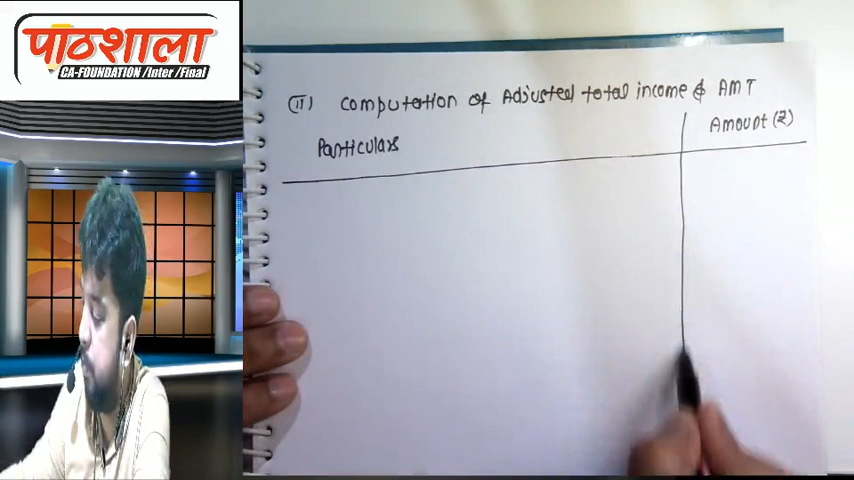 पाठशाला
CA-FOUNDATION /Inter /Final
(II) Computation of Adjusted total income & AMT
Particulars
Amount (₹)